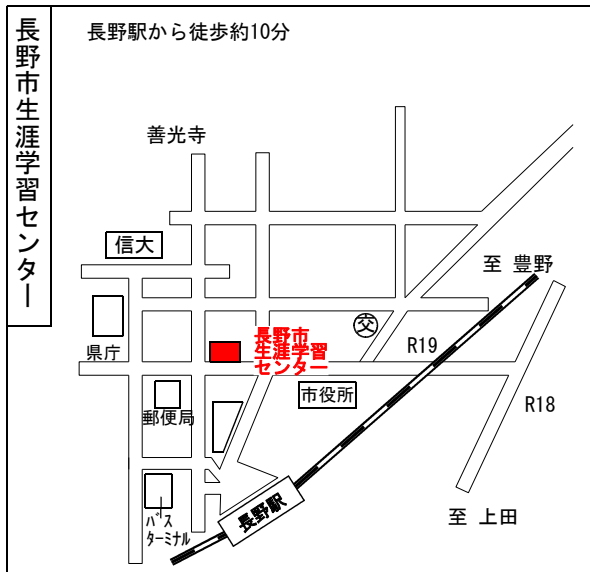 長野市生涯学習センター
長野駅から徒歩約10分
善光寺
信大
至 豊野
県庁
交
長野市
生涯学習
センター
R19
市役所
R18
郵便局
長野駅
バス
ターミナル
至 上田